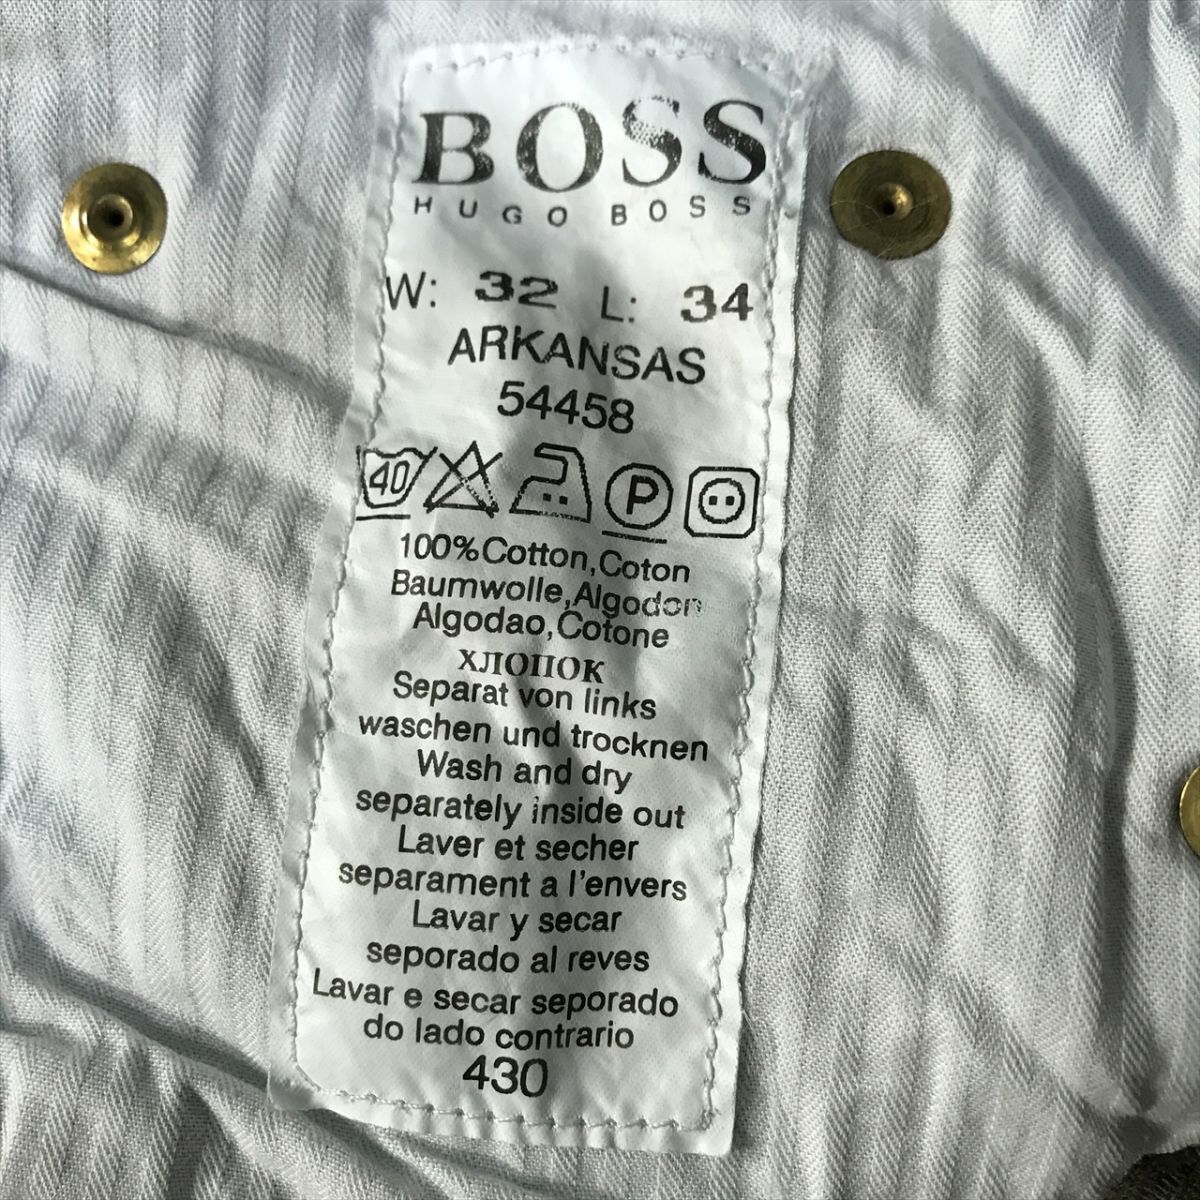 BOSS
HUGO BOSS
W: 32 L: 34
ARKANSAS
54458
40 P
100%Cotton,Coton
Baumwolle,Algodon
Algodao,Cotone
хлопок
Separat von links
waschen und trocknen
Wash and dry
separately inside out
Laver et secher
separament a l'envers
Lavar y secar
seporado al reves
Lavar e secar seporado
do lado contrario
430